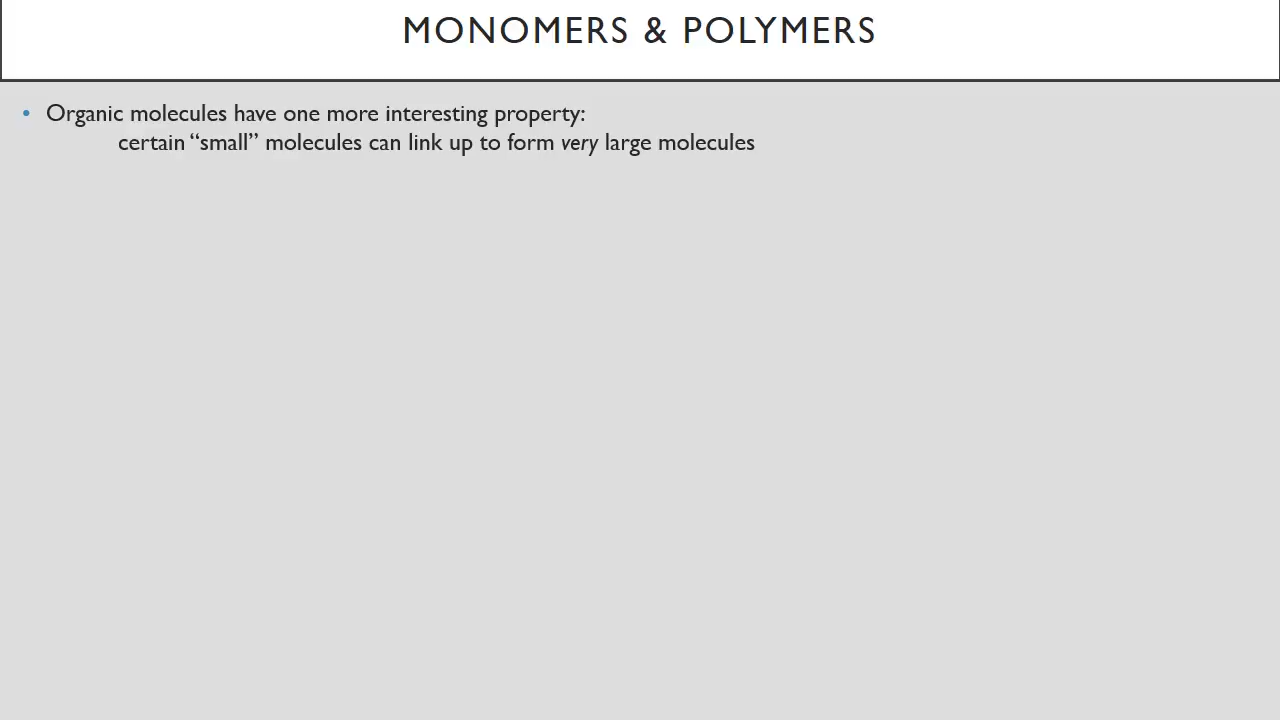 MONOMERS & POLYMERS
• Organic molecules have one more interesting property:
certain “small” molecules can link up to form very large molecules